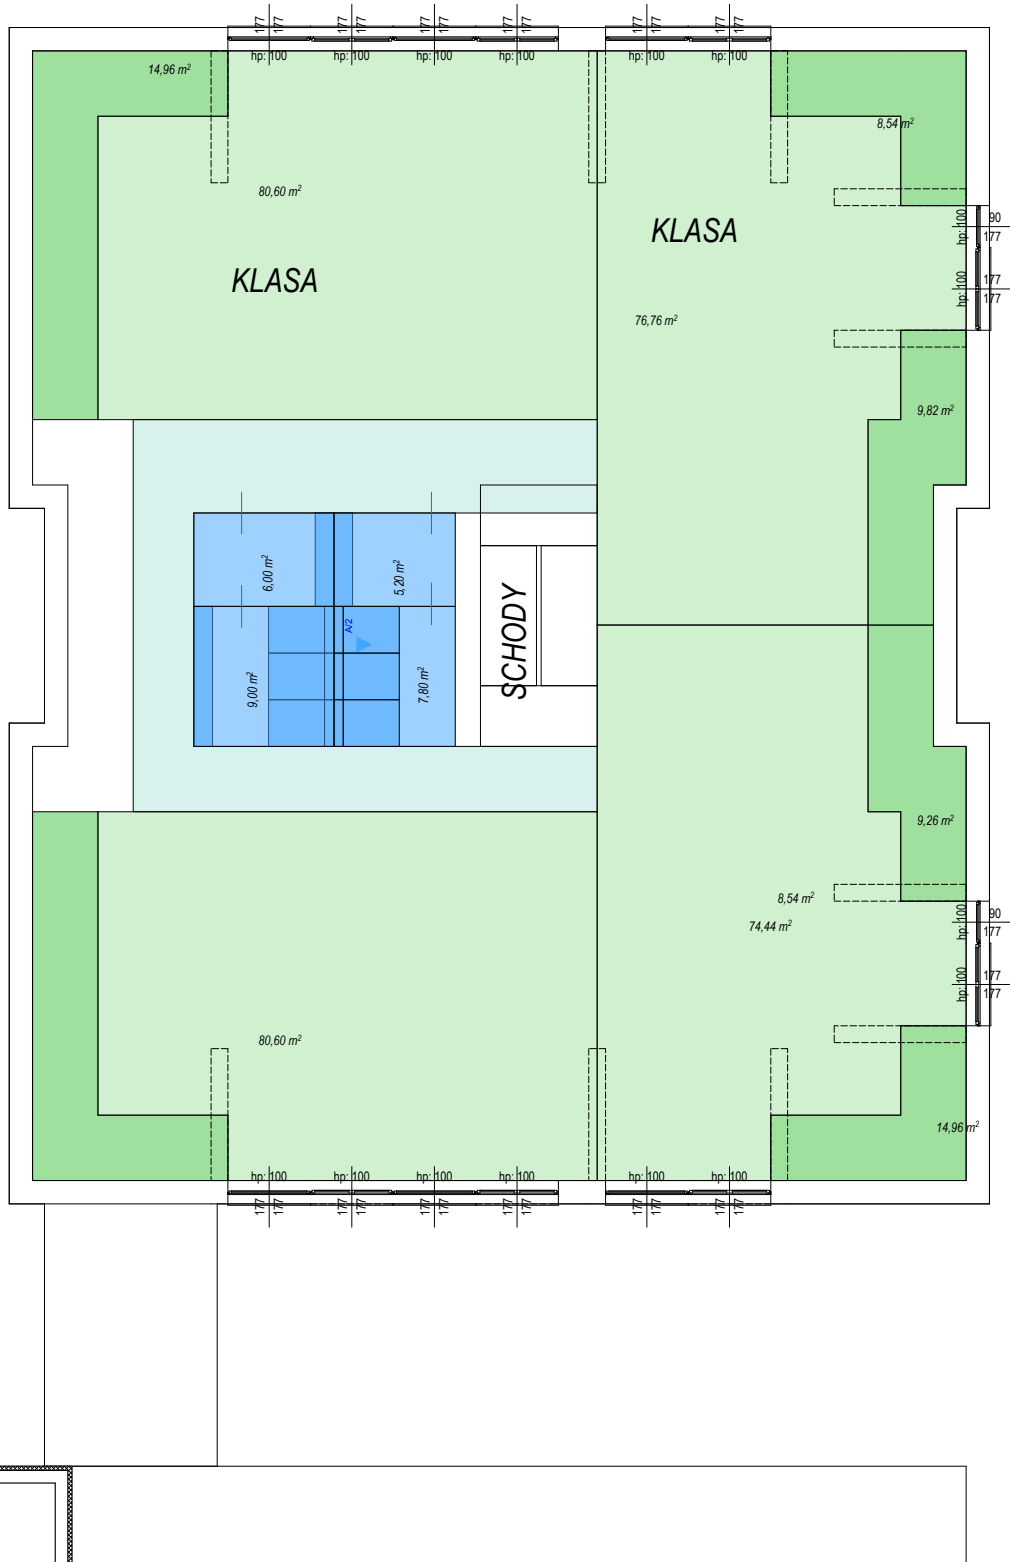 177 177 177 177 177 177 177 177 177 177 177 177
hp: 100 hp: 100 hp: 100 hp: 100 hp: 100 hp: 100
14,96 m²
8,54 m²
80,60 m²
KLASA
KLASA
hp: 100 90
177
hp: 100 177
177
76,76 m²
9,82 m²
6,00 m²
5,20 m²
A/2
SCHODY
9,00 m²
7,80 m²
9,26 m²
8,54 m²
74,44 m²
hp: 100 90
177
hp: 100 177
177
80,60 m²
14,96 m²
hp: 100 hp: 100 hp: 100 hp: 100 hp: 100 hp: 100
177 177 177 177 177 177 177 177 177 177 177 177